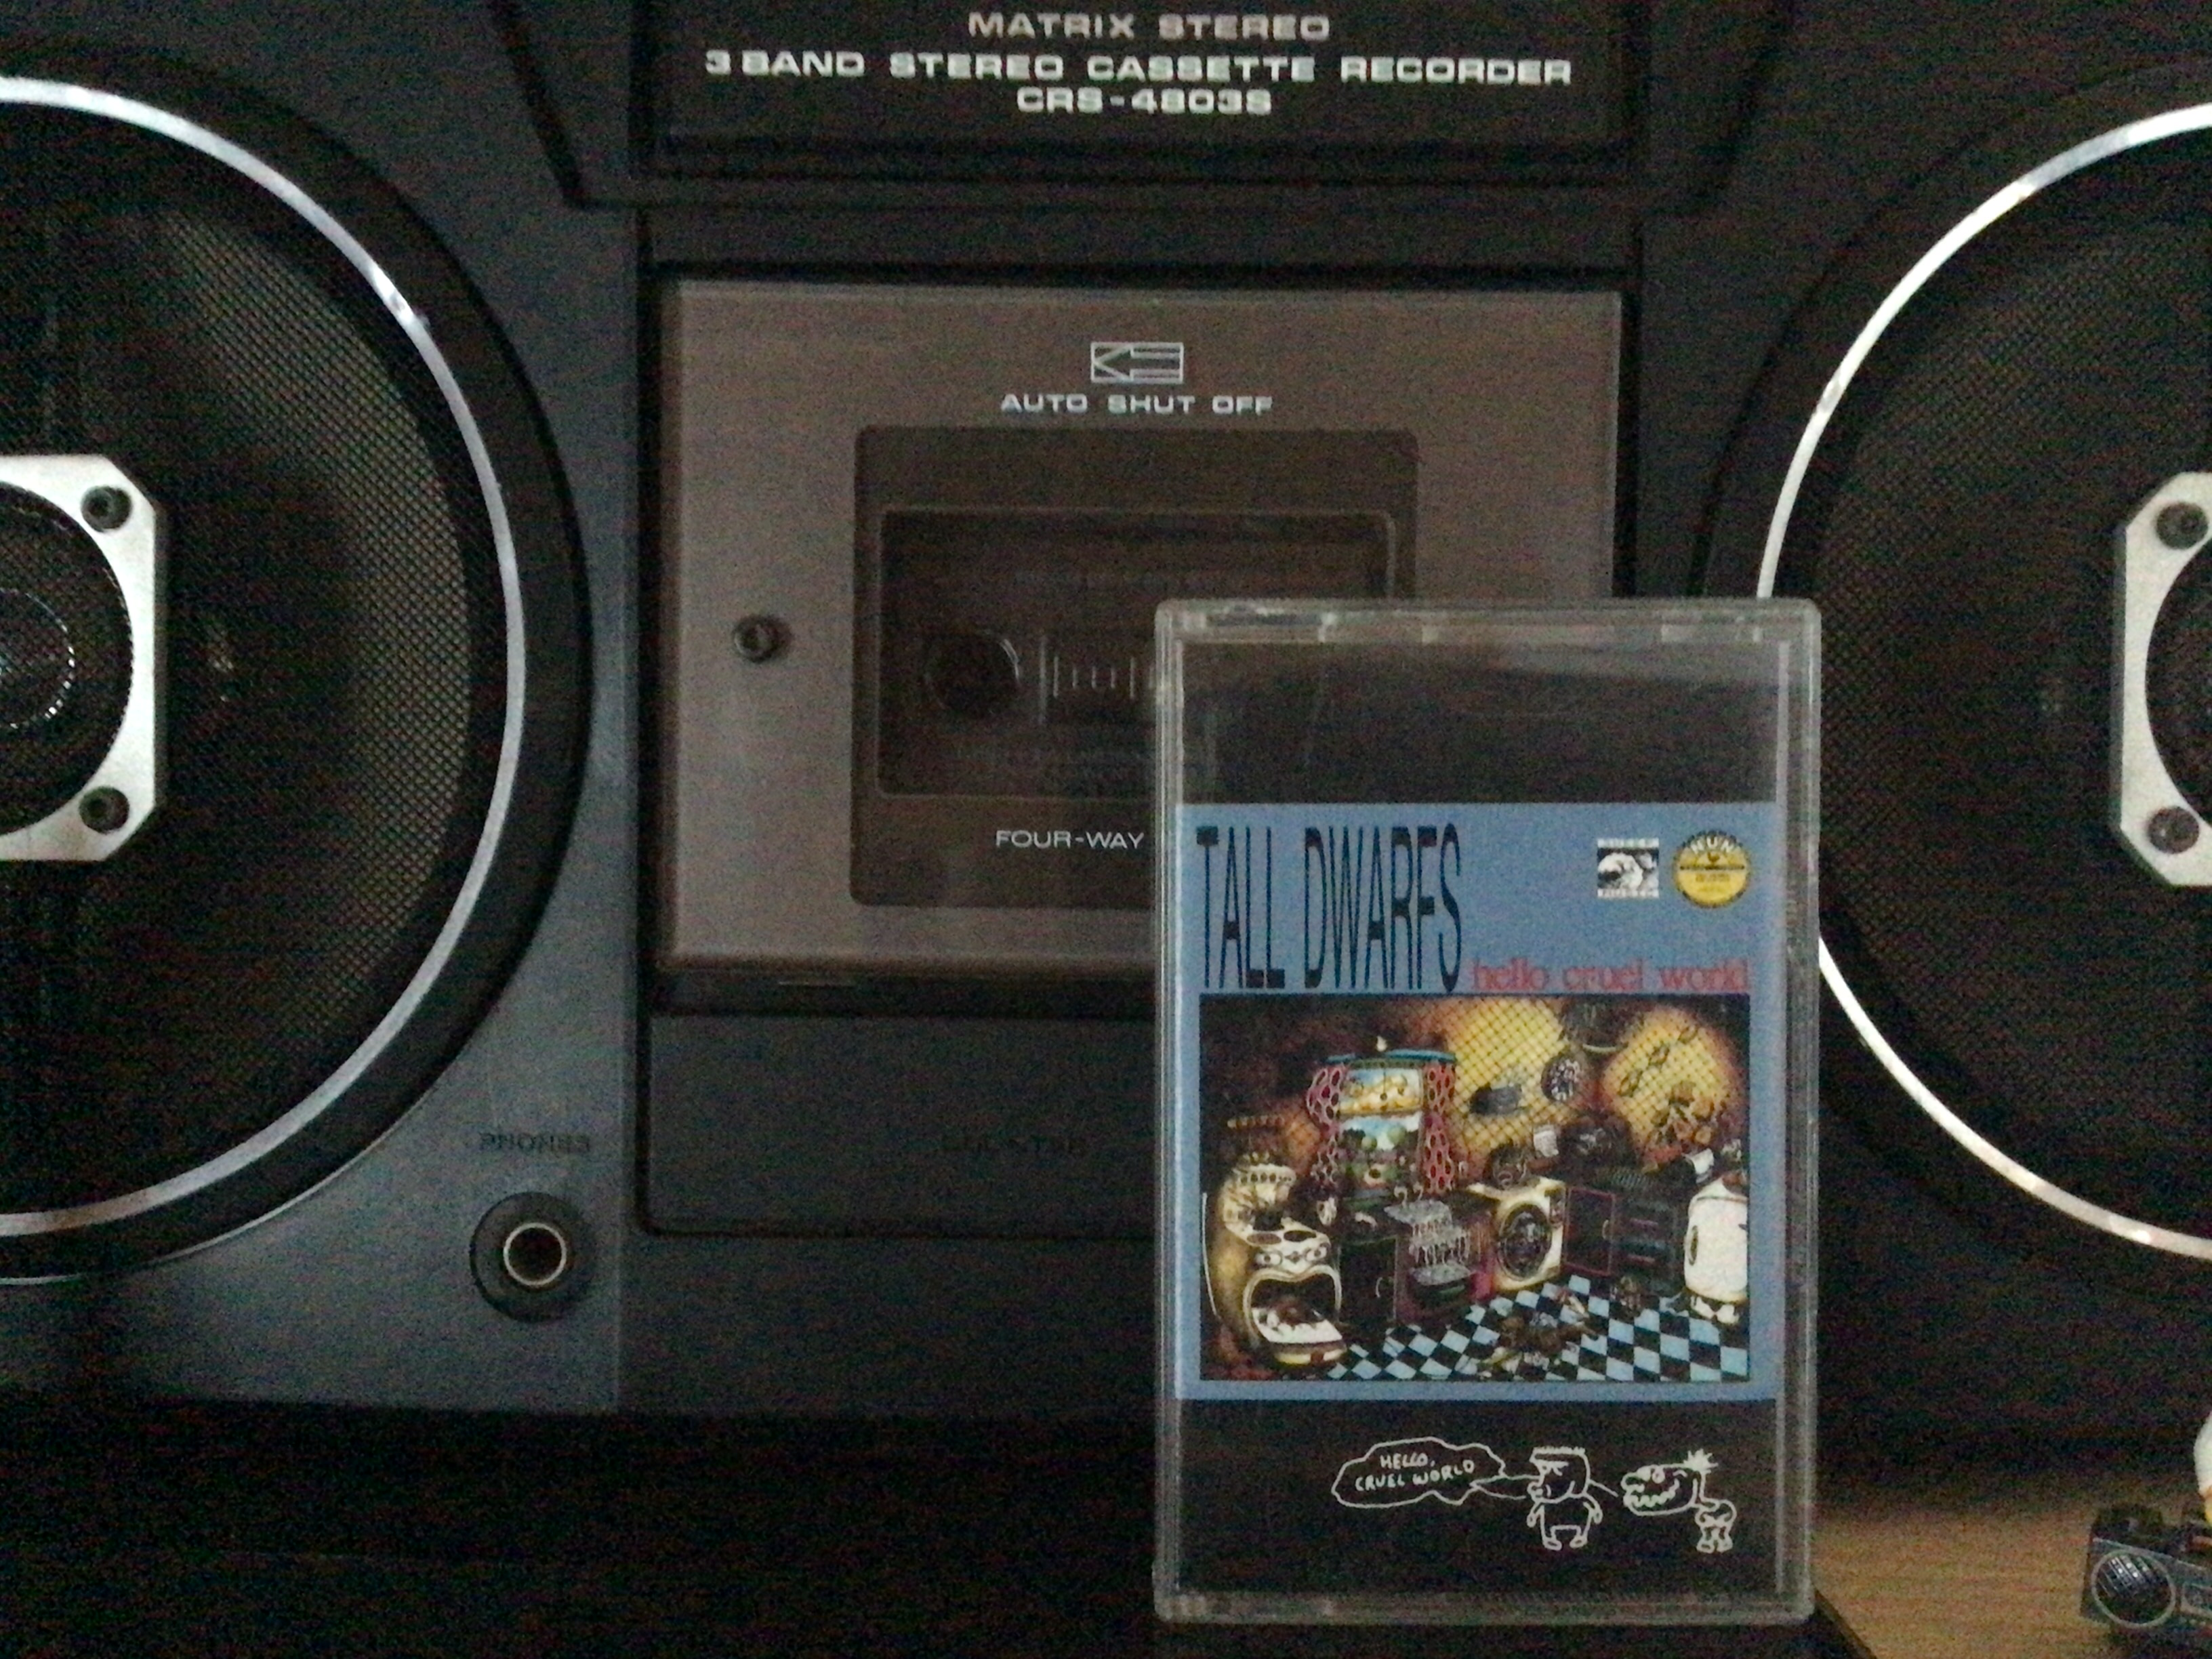 MATRIX STEREO
3 BAND STEREO CASSETTE RECORDER
CRS-4803S
AUTO SHUT OFF
FOUR-WAY
TALL DWARFS
hello cruel world
PHONES
HELLO,
CRUEL WORLD